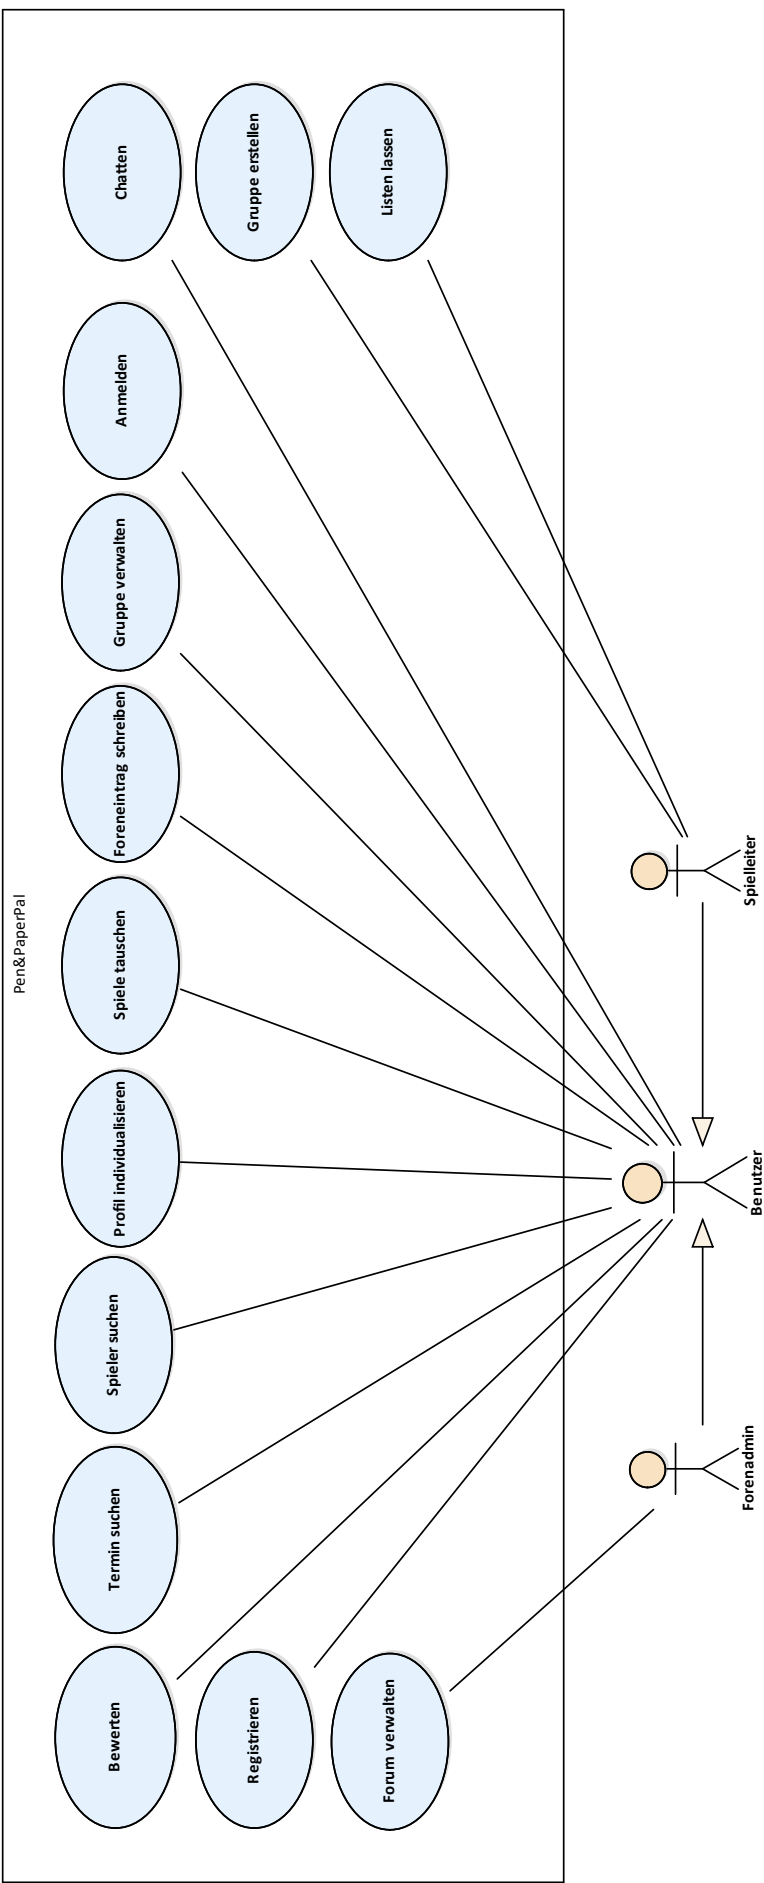 Pen&PaperPal
Bewerten
Termin suchen
Spieler suchen
Profil individualisieren
Spiele tauschen
Foreneintrag schreiben
Gruppe verwalten
Anmelden
Chatten
Registrieren
Gruppe erstellen
Forum verwalten
Listen lassen
Forenadmin
Benutzer
Spielleiter